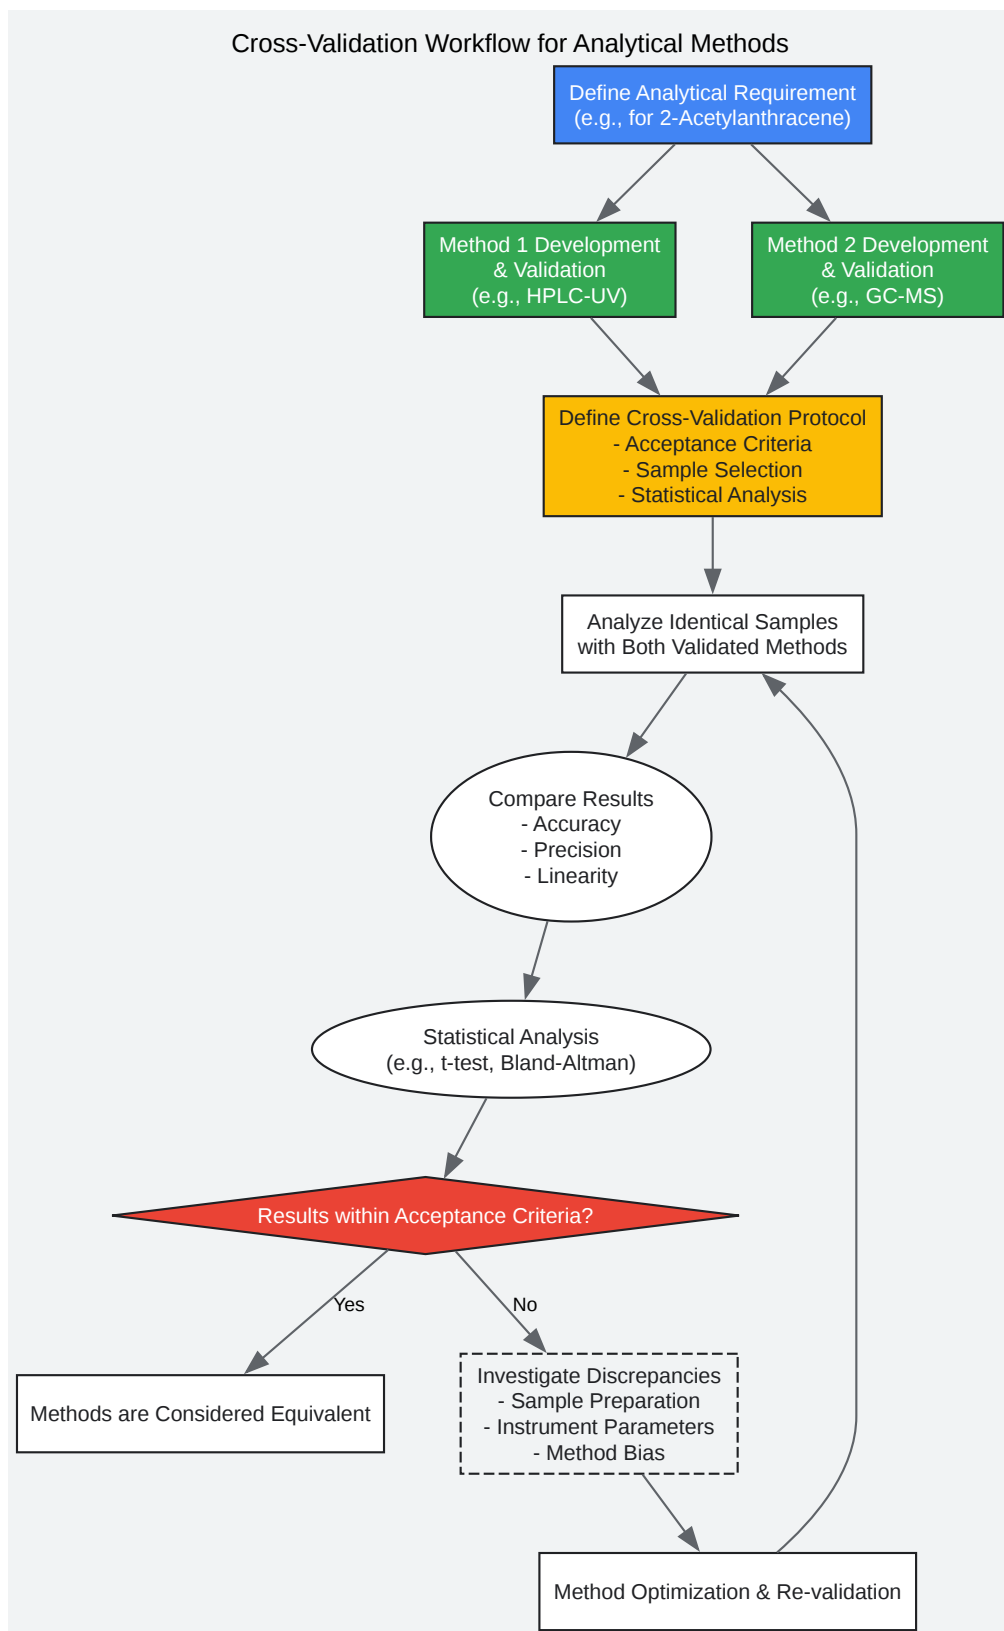 Cross-Validation Workflow for Analytical Methods
Define Analytical Requirement
(e.g., for 2-Acetylanthracene)
Method 1 Development
& Validation
(e.g., HPLC-UV)
Method 2 Development
& Validation
(e.g., GC-MS)
Define Cross-Validation Protocol
- Acceptance Criteria
- Sample Selection
- Statistical Analysis
Analyze Identical Samples
with Both Validated Methods
Compare Results
- Accuracy
- Precision
- Linearity
Statistical Analysis
(e.g., t-test, Bland-Altman)
Results within Acceptance Criteria?
Yes
No
Methods are Considered Equivalent
Investigate Discrepancies
- Sample Preparation
- Instrument Parameters
- Method Bias
Method Optimization & Re-validation